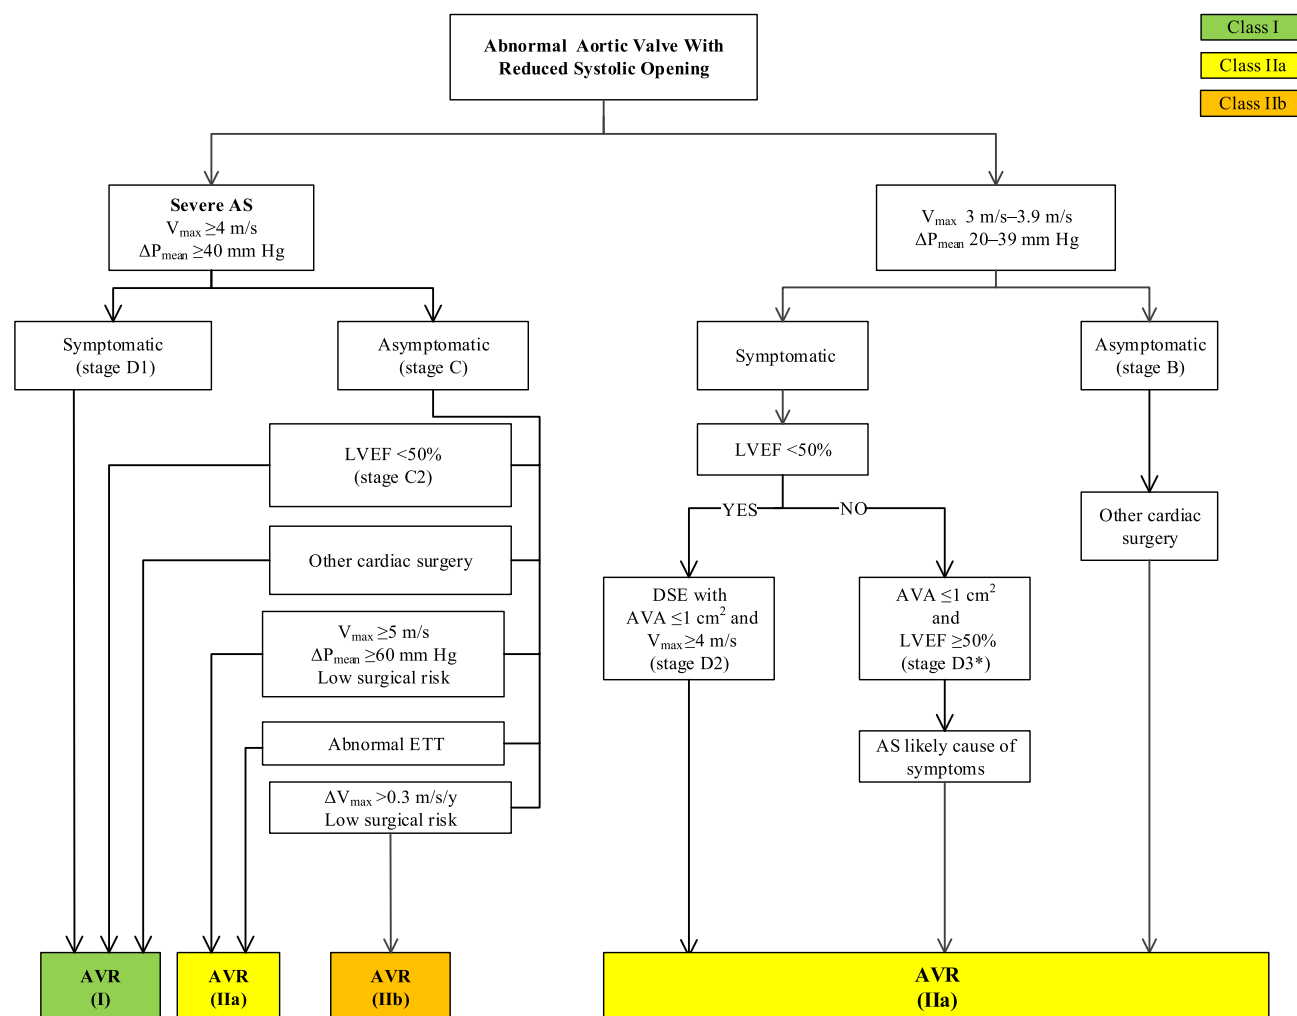 Abnormal Aortic Valve With
Reduced Systolic Opening
Class I
Class IIa
Class IIb
Severe AS
Vmax ≥4 m/s
ΔPmean ≥40 mm Hg
Vmax 3 m/s–3.9 m/s
ΔPmean 20–39 mm Hg
Symptomatic
(stage D1)
Asymptomatic
(stage C)
Symptomatic
Asymptomatic
(stage B)
LVEF <50%
(stage C2)
LVEF <50%
Other cardiac surgery
YES
NO
Other cardiac
surgery
Vmax ≥5 m/s
ΔPmean ≥60 mm Hg
Low surgical risk
DSE with
AVA ≤1 cm2 and
Vmax≥4 m/s
(stage D2)
AVA ≤1 cm2
and
LVEF ≥50%
(stage D3*)
Abnormal ETT
AS likely cause of
symptoms
ΔVmax >0.3 m/s/y
Low surgical risk
AVR
(I)
AVR
(IIa)
AVR
(IIb)
AVR
(IIa)